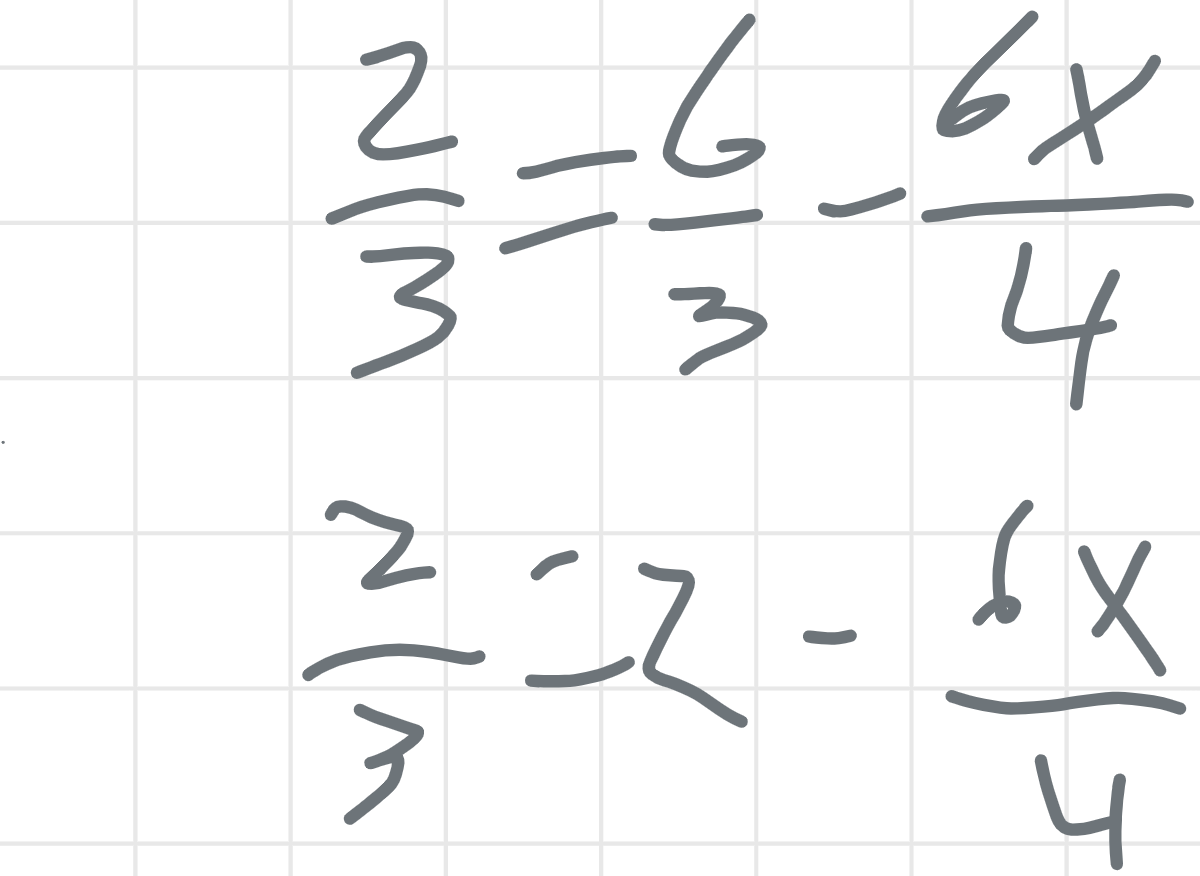 2/3 = 6/3 - 6x/4
2/3 = 2 - 6x/4